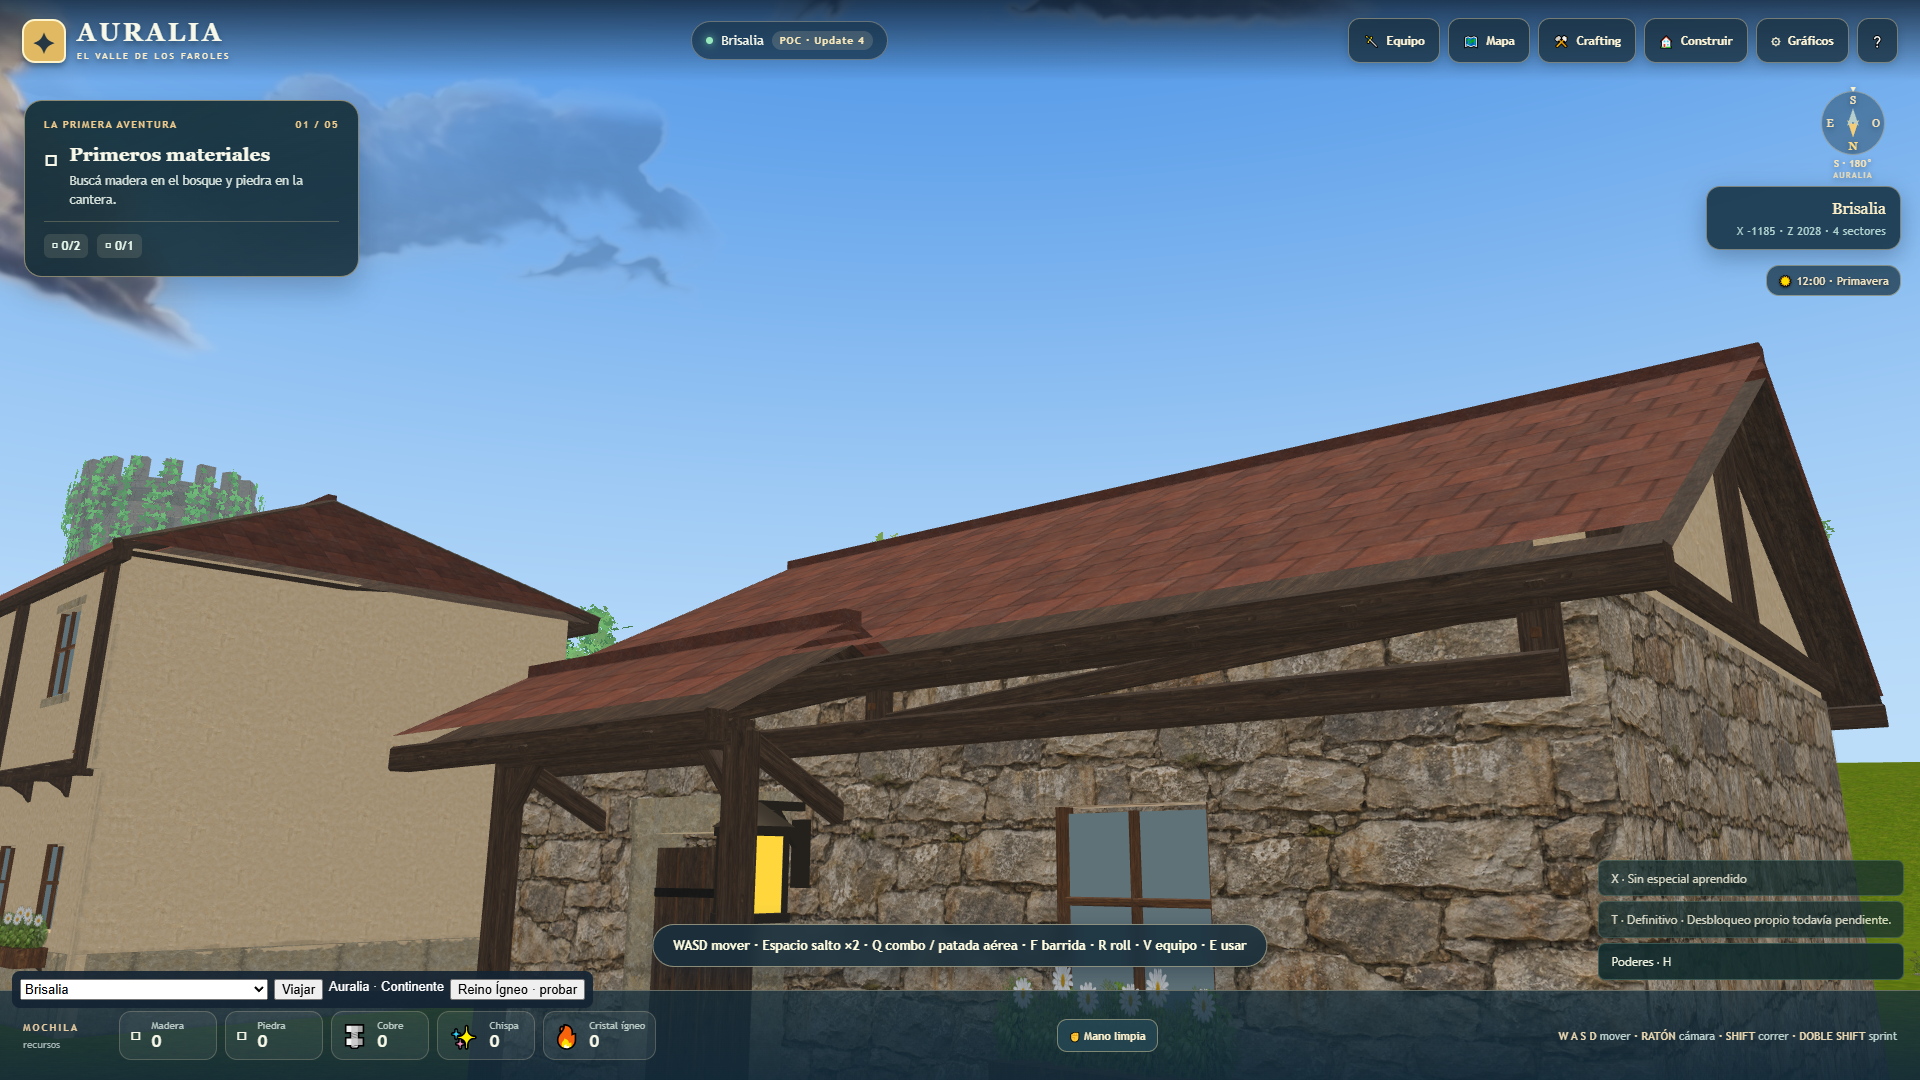 AURALIA
EL VALLE DE LOS FAROLES
Brisalia POC · Update 4
Equipo
Mapa
Crafting
Construir
Gráficos
?
LA PRIMERA AVENTURA 01 / 05
Primeros materiales
Buscá madera en el bosque y piedra en la
cantera.
0/2 0/1
S
E O
N
S · 180°
AURALIA
Brisalia
X -1185 · Z 2028 · 4 sectores
12:00 · Primavera
X · Sin especial aprendido
T · Definitivo · Desbloqueo propio todavía pendiente.
Poderes · H
WASD mover · Espacio salto ×2 · Q combo / patada aérea · F barrida · R roll · V equipo · E usar
Brisalia Viajar Auralia · Continente Reino Ígneo · probar
MOCHILA
recursos
Madera
0
Piedra
0
Cobre
0
Chispa
0
Cristal ígneo
0
Mano limpia
W A S D mover · RATÓN cámara · SHIFT correr · DOBLE SHIFT sprint